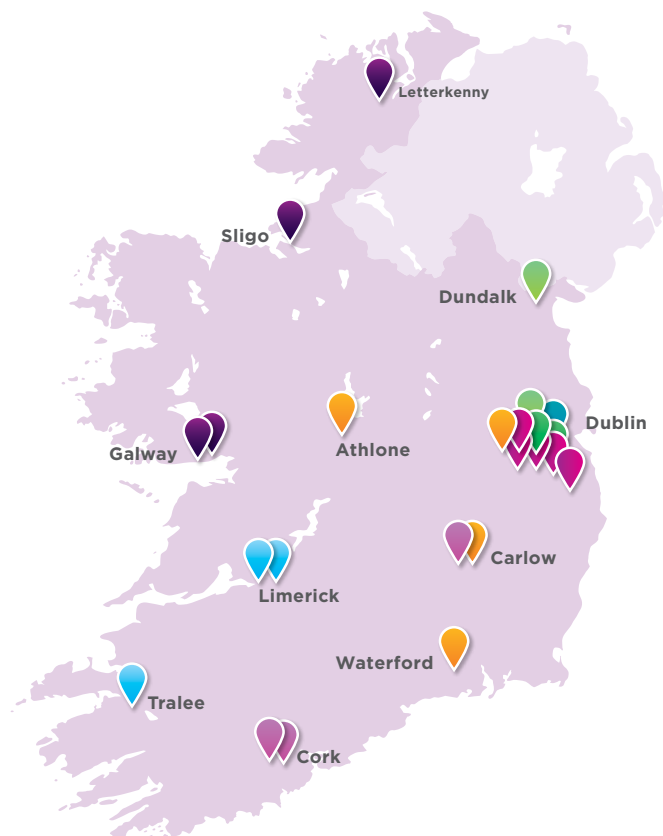 Letterkenny
Sligo
Dundalk
Dublin
Galway
Athlone
Carlow
Limerick
Waterford
Tralee
Cork